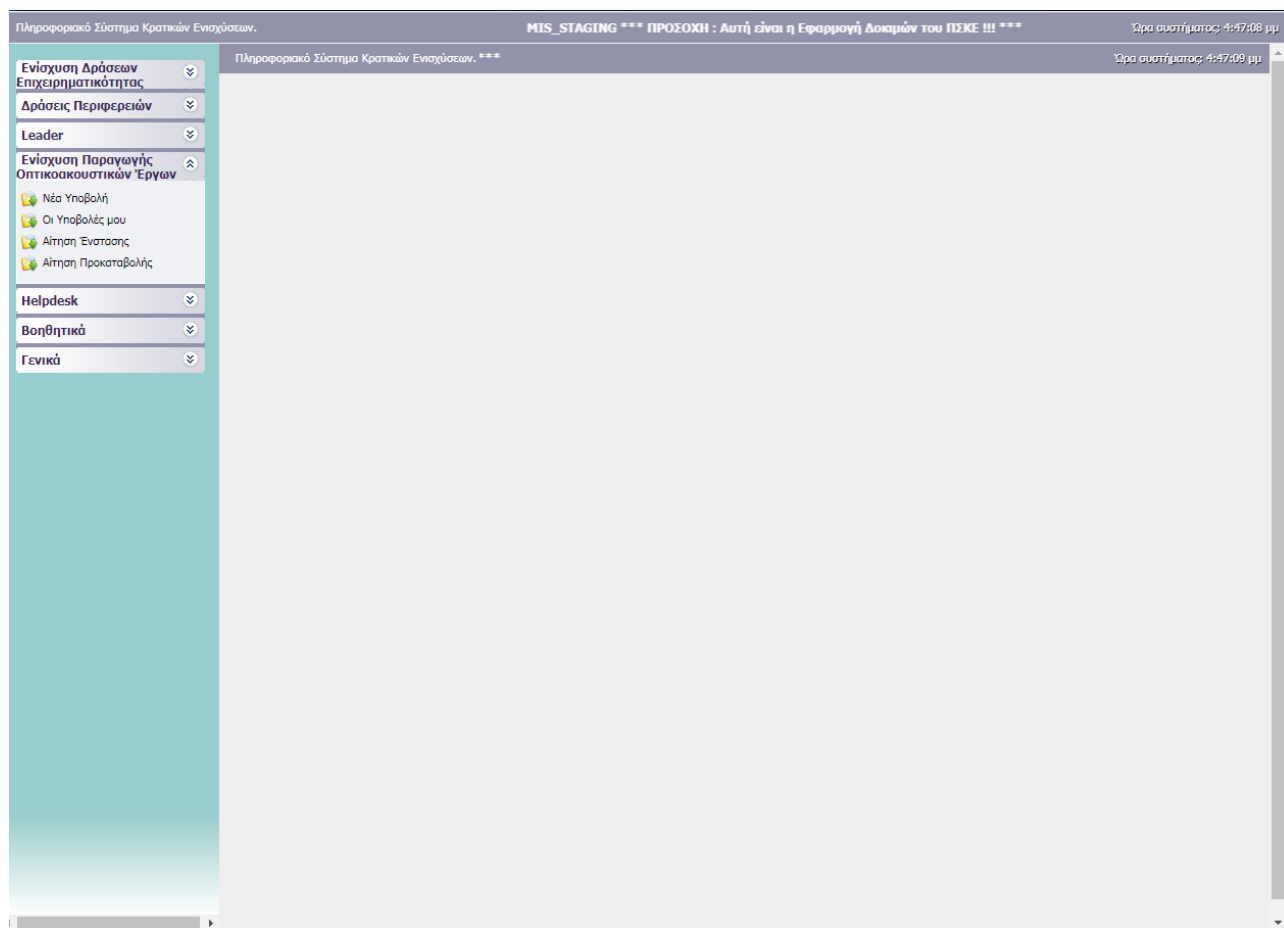 Πληροφοριακό Σύστημα Κρατικών Ενισχύσεων.
MIS_STAGING *** ΠΡΟΣΟΧΗ : Αυτή είναι η Εφαρμογή Δοκιμών του ΠΣΚΕ !!! ***
Ώρα συστήματος: 4:47:08 μμ
Πληροφοριακό Σύστημα Κρατικών Ενισχύσεων. ***
Ώρα συστήματος: 4:47:09 μμ
Ενίσχυση Δράσεων
Επιχειρηματικότητας
Δράσεις Περιφερειών
Leader
Ενίσχυση Παραγωγής
Οπτικοακουστικών Έργων
Νέα Υποβολή
Οι Υποβολές μου
Αίτηση Ένστασης
Αίτηση Προκαταβολής
Helpdesk
Βοηθητικά
Γενικά